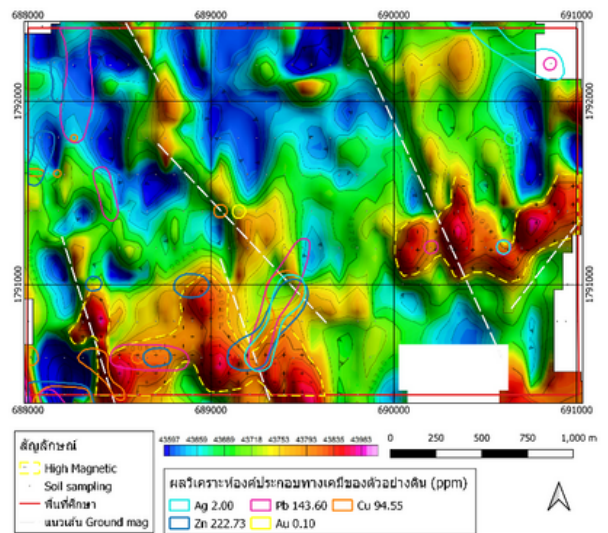 688000 689000 690000 691000
1792000 1792000
1791000 1791000
688000 689000 690000 691000
สัญลักษณ์
High Magnetic
Soil sampling
พื้นที่ศึกษา
แนวเส้น Ground mag
43597 43659 43689 43718 43753 43793 43835 43983
0 250 500 750 1,000 m
ผลวิเคราะห์องค์ประกอบทางเคมีของตัวอย่างดิน (ppm)
Ag 2.00 Pb 143.60 Cu 94.55
Zn 222.73 Au 0.10